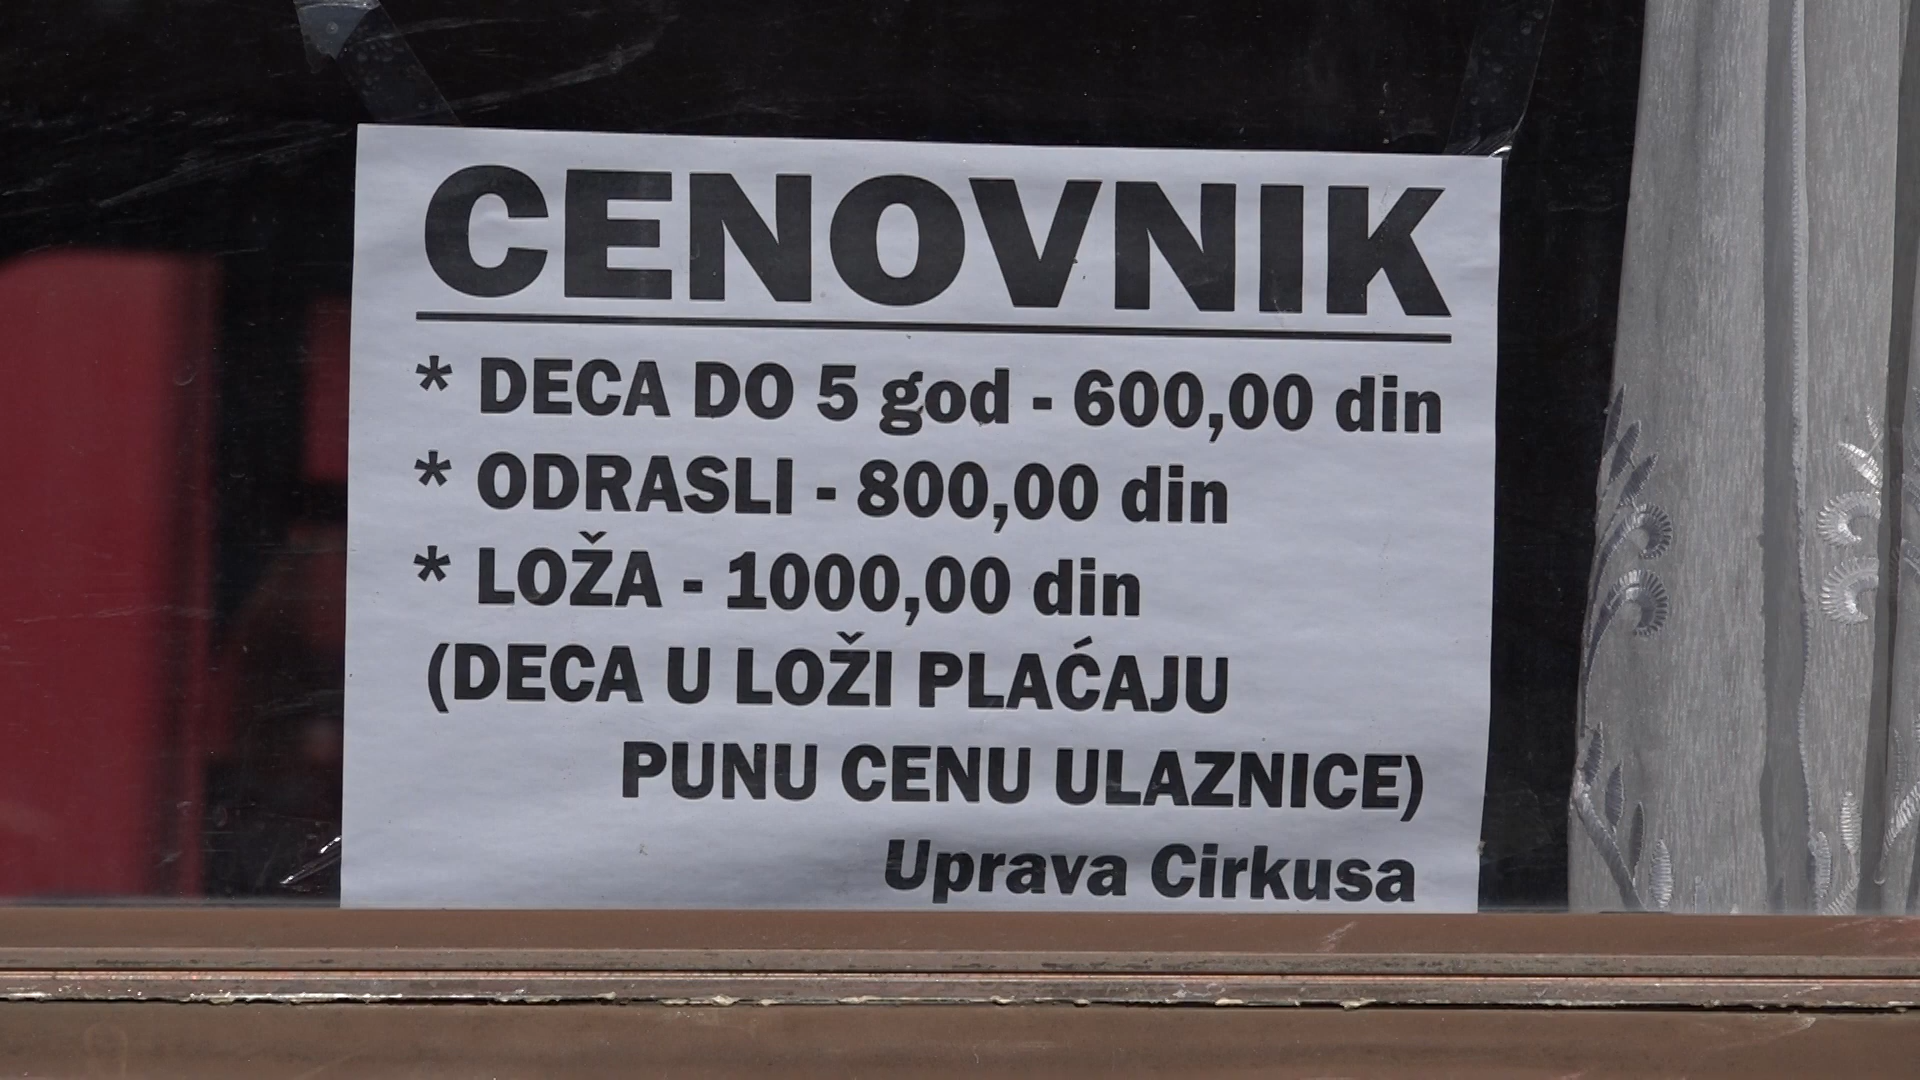 CENOVNIK
* DECA DO 5 god - 600,00 din
* ODRASLI - 800,00 din
* LOŽA - 1000,00 din
(DECA U LOŽI PLAĆAJU
PUNU CENU ULAZNICE)
Uprava Cirkusa